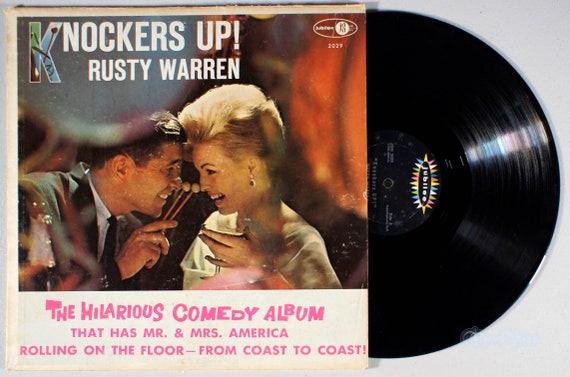 KNOCKERS UP!
RUSTY WARREN
Jubilee
2029
THE HILARIOUS COMEDY ALBUM
THAT HAS MR. & MRS. AMERICA
ROLLING ON THE FLOOR—FROM COAST TO COAST!
Jubilee